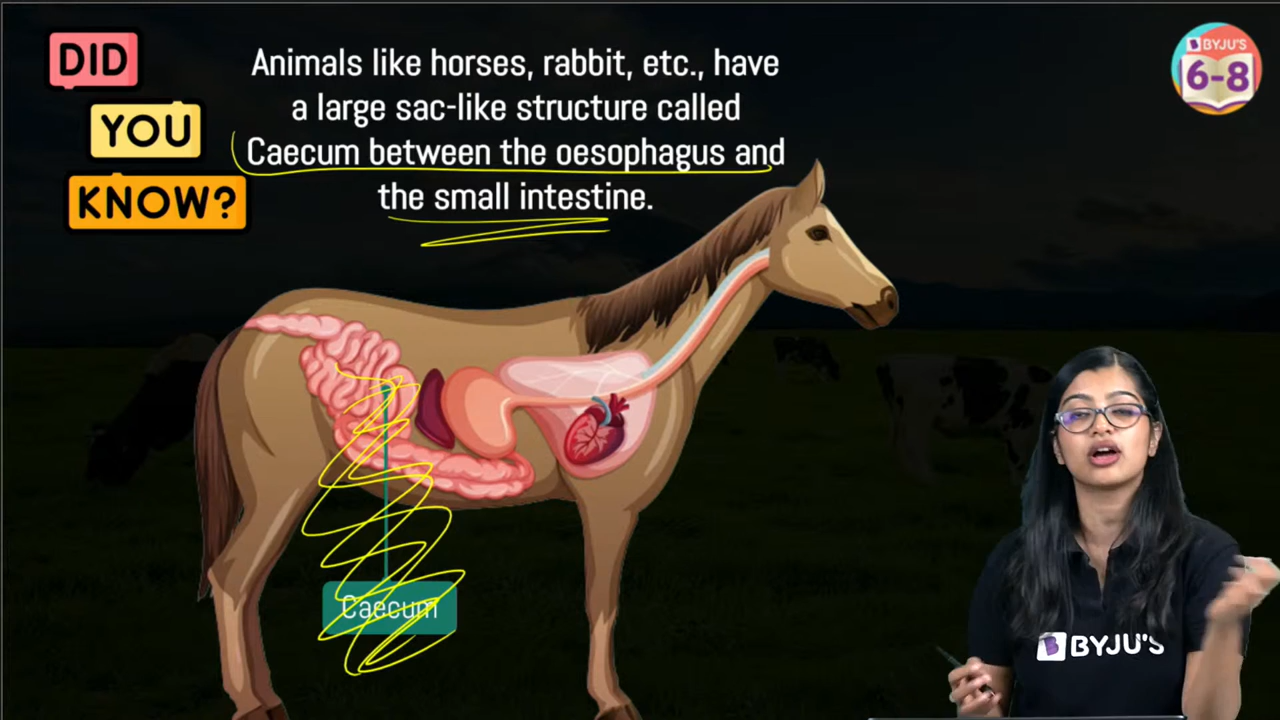 DID
YOU
KNOW?
Animals like horses, rabbit, etc., have
a large sac-like structure called
Caecum between the oesophagus and
the small intestine.
BYJU'S
6-8
Caecum
BYJU'S